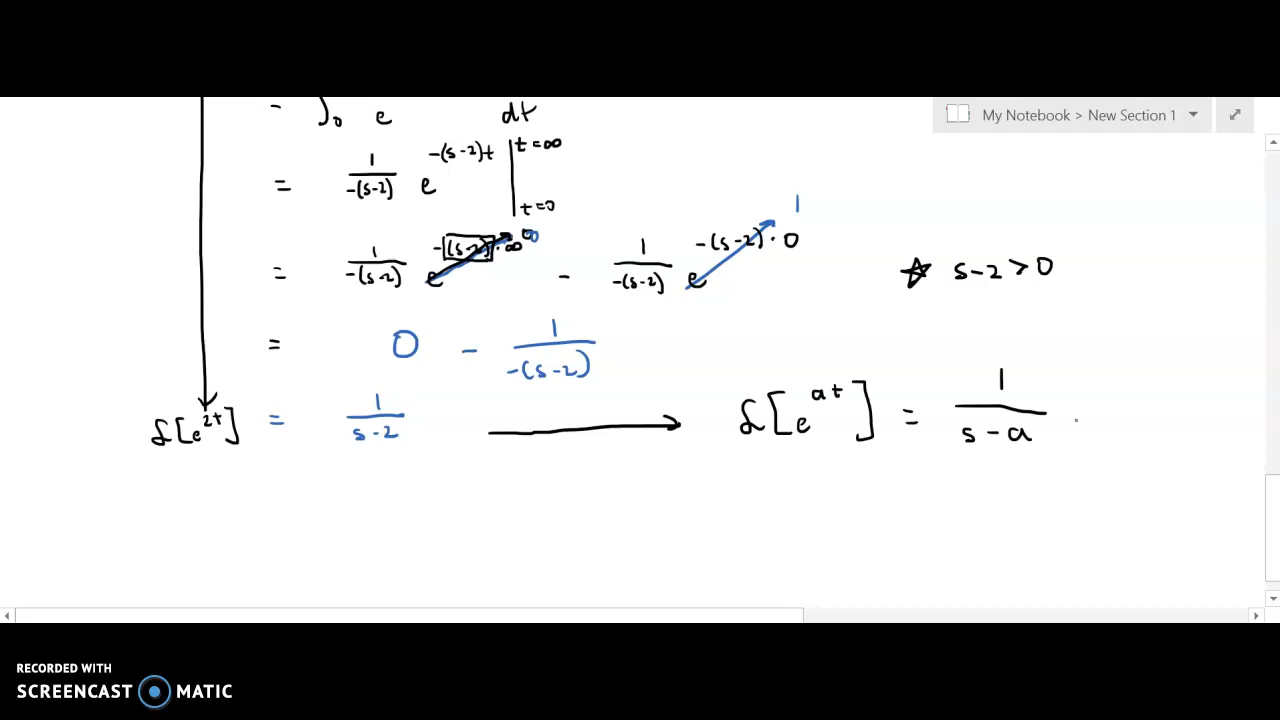 = ∫₀ e dt
My Notebook > New Section 1
= 1/-(s-2) e^-(s-2)t | t=∞ t=0
= 1/-(s-2) e^-(s-2)·∞ 0 - 1/-(s-2) e^-(s-2)·0 1 ☆ s-2>0
= 0 - 1/-(s-2)
ℒ[e^2t] = 1/s-2 → ℒ[e^at] = 1/s-a
RECORDED WITH
SCREENCAST MATIC